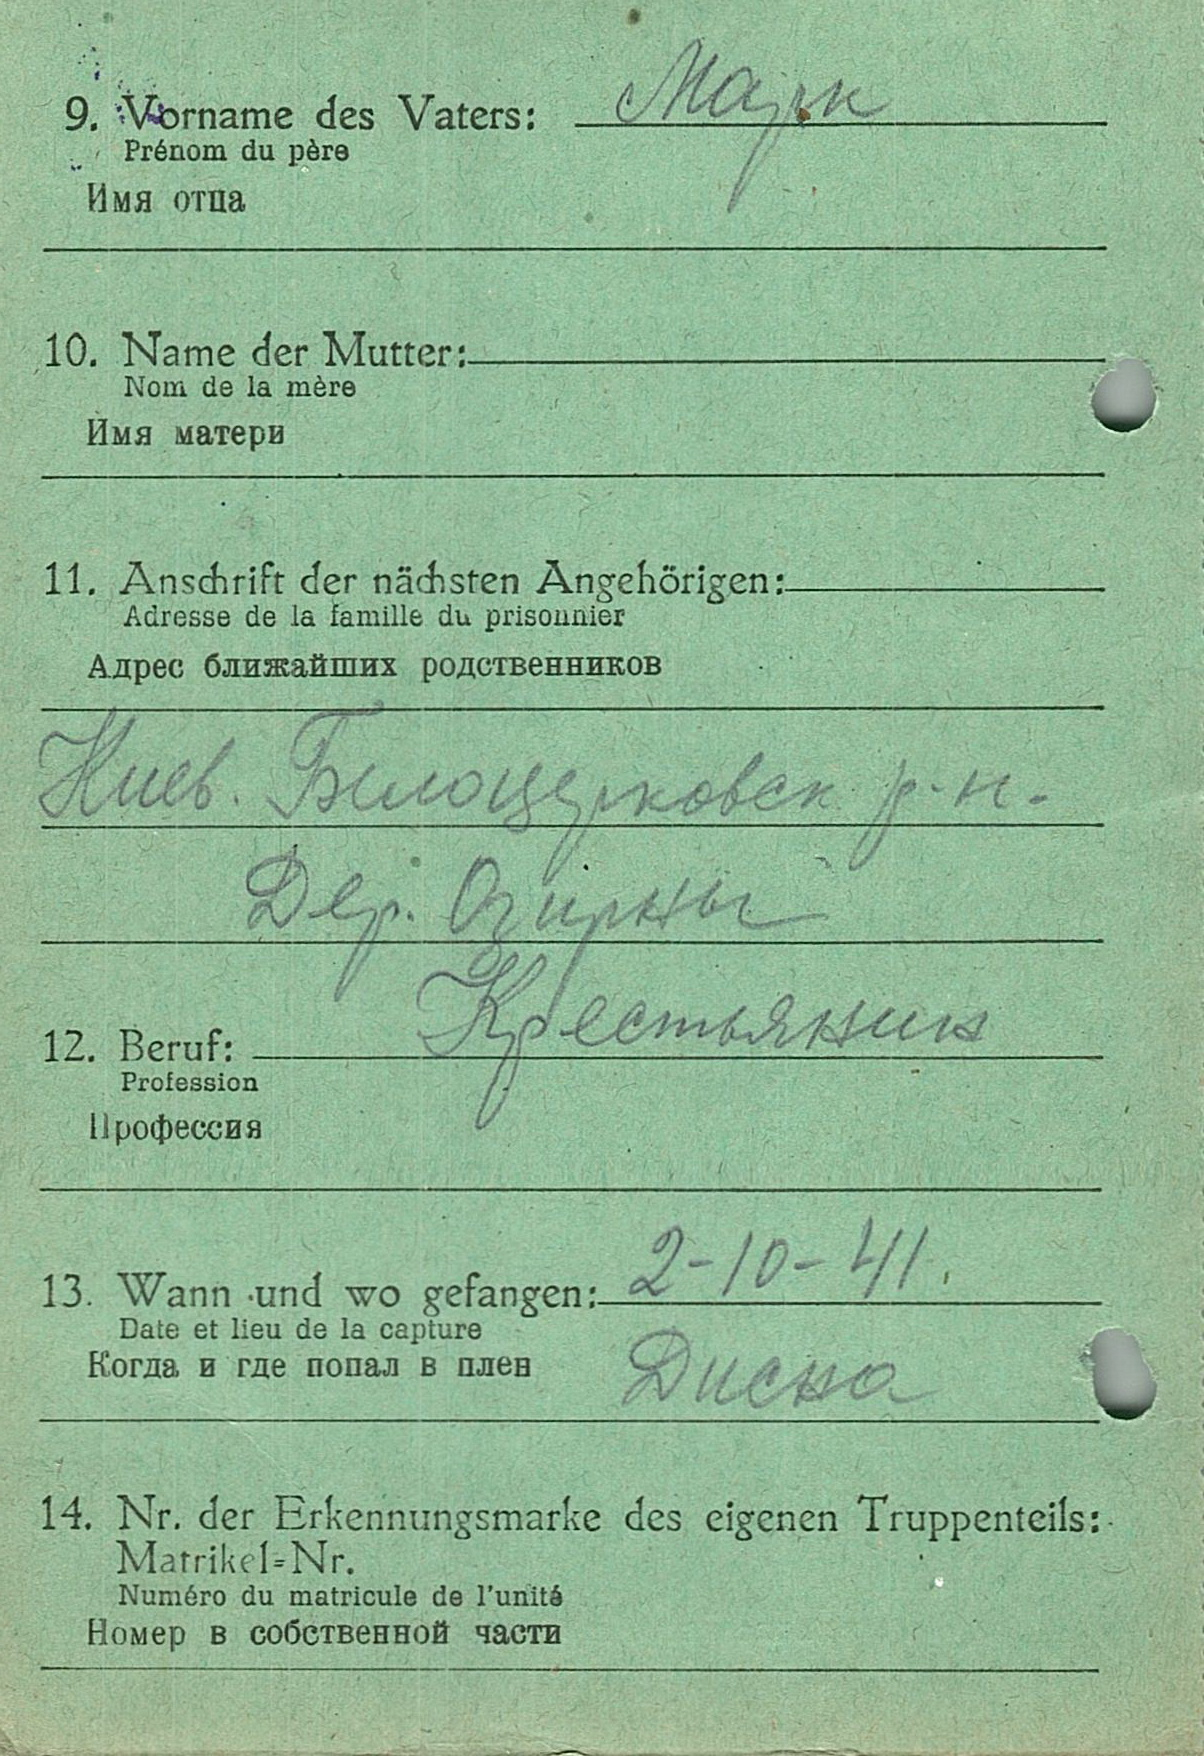 9. Vorname des Vaters: Марк
Prénom du père
Имя отца
10. Name der Mutter:
Nom de la mère
Имя матери
11. Anschrift der nächsten Angehörigen:
Adresse de la famille du prisonnier
Адрес ближайших родственников
Киев. Билоцерковск р-н.
Дер. Озирны
Крестьянин
12. Beruf:
Profession
Профессия
2-10-41.
13. Wann und wo gefangen:
Date et lieu de la capture
Когда и где попал в плен Дисна
14. Nr. der Erkennungsmarke des eigenen Truppenteils:
Matrikel=Nr.
Numéro du matricule de l'unité
Номер в собственной части